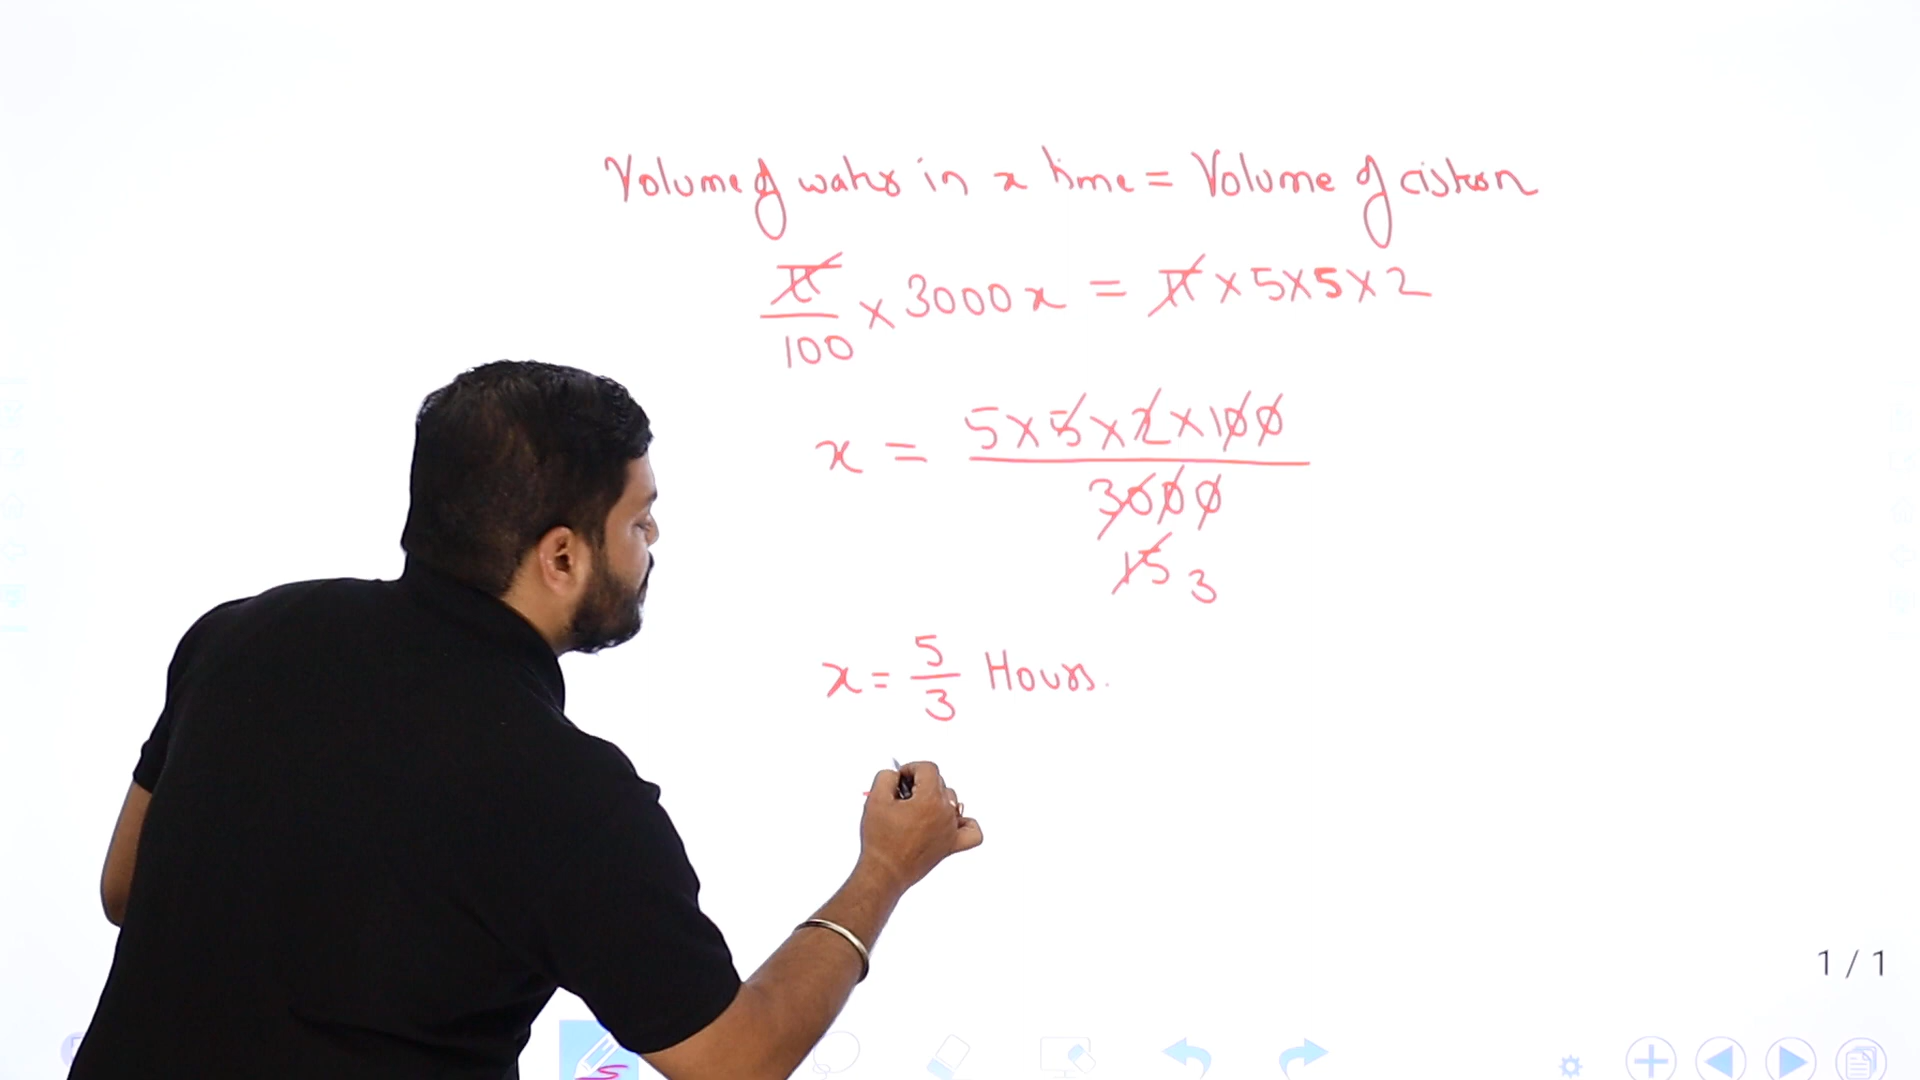 Volume of water in x time = Volume of cistern
π/100 × 3000x = π × 5×5×2
x = 5×5×2×100/3000
15 3
x = 5/3 Hours.
1 / 1